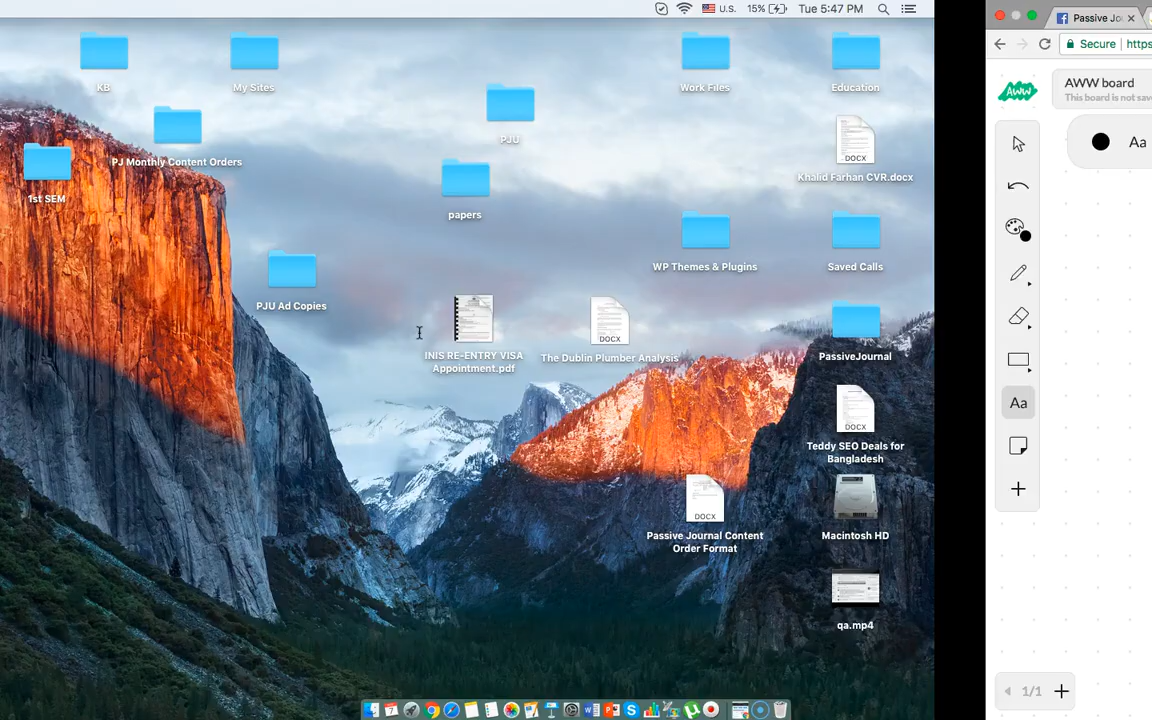 U.S. 15% Tue 5:47 PM
KB
My Sites
Work Files
Education
PJU
PJ Monthly Content Orders
Khalid Farhan CVR.docx
1st SEM
papers
WP Themes & Plugins
Saved Calls
PJU Ad Copies
INIS RE-ENTRY VISA
Appointment.pdf
DOCX
The Dublin Plumber Analysis
PassiveJournal
DOCX
Teddy SEO Deals for
Bangladesh
DOCX
Passive Journal Content
Order Format
DOCX
Macintosh HD
qa.mp4
Passive Jo
Secure https
AWW
AWW board
This board is not save
Aa
Aa
1/1